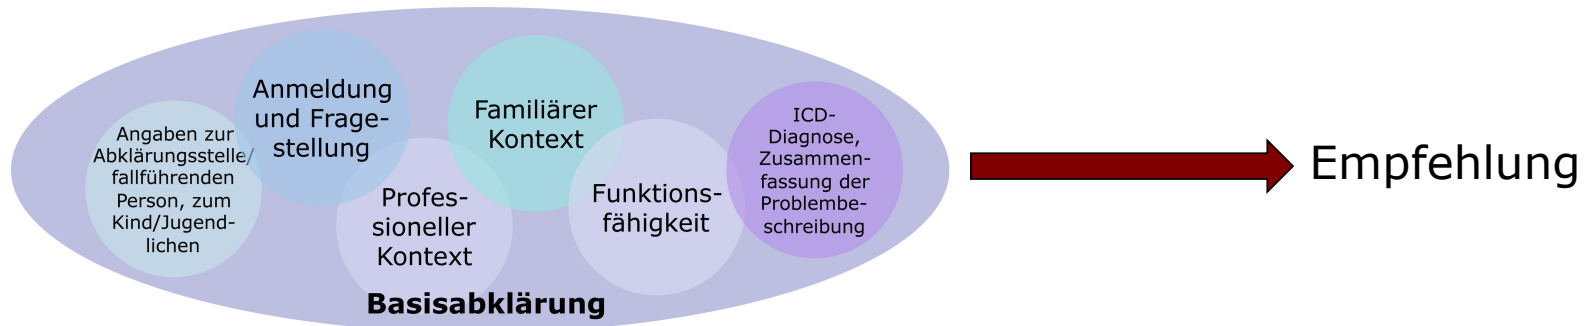 Angaben zur
Abklärungsstelle/
fallführenden
Person, zum
Kind/Jugend-
lichen
Anmeldung
und Frage-
stellung
Profes-
sioneller
Kontext
Familiärer
Kontext
Funktions-
fähigkeit
ICD-
Diagnose,
Zusammen-
fassung der
Problembe-
schreibung
Basisabklärung
Empfehlung